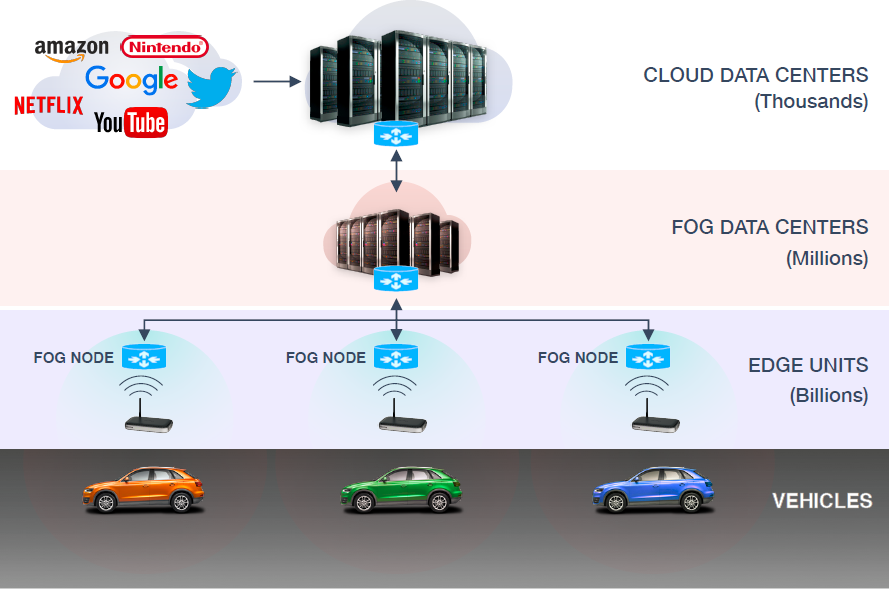 amazon
Nintendo
Google
NETFLIX
YouTube
CLOUD DATA CENTERS
(Thousands)
FOG DATA CENTERS
(Millions)
FOG NODE
FOG NODE
FOG NODE
EDGE UNITS
(Billions)
VEHICLES